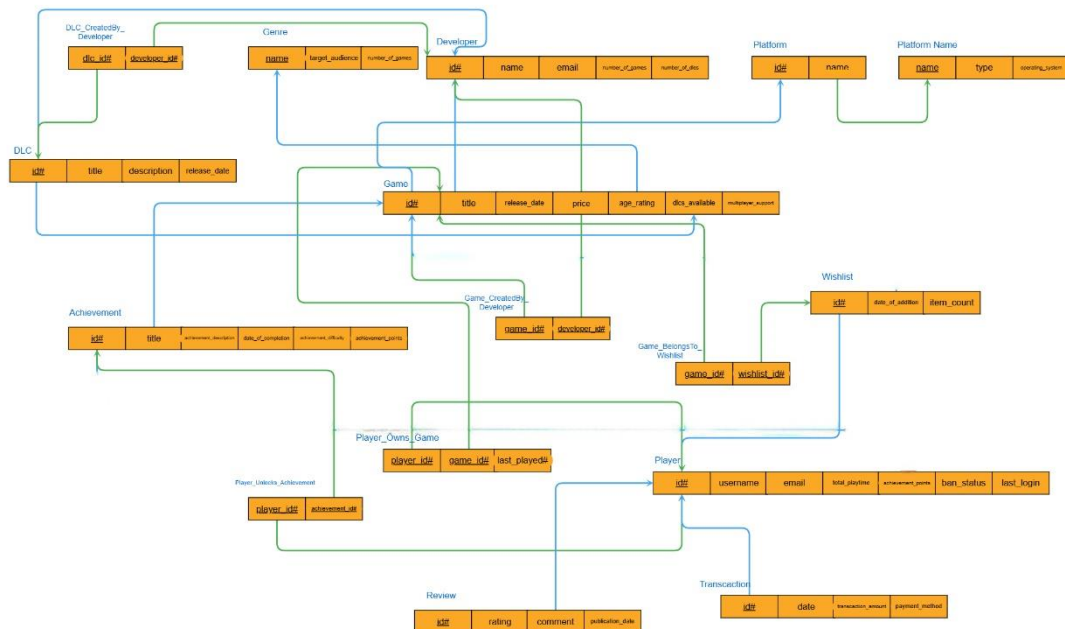 DLC_CreatedBy_
Developer
dlc_id# developer_id#
Genre
name target_audience number_of_games
Developer
id# name email number_of_games number_of_dlcs
Platform
id# name
Platform Name
name type operating_system
DLC
id# title description release_date
Game
id# title release_date price age_rating dlcs_available multiplayer_support
Wishlist
id# date_of_addition item_count
Game_CreatedBy_
Developer
game_id# developer_id#
Achievement
id# title achievement_description date_of_completion achievement_difficulty achievement_points
Game_BelongsTo_
Wishlist
game_id# wishlist_id#
Player_Owns_Game
player_id# game_id# last_played#
Player
id# username email total_playtime achievement_points ban_status last_login
Player_Unlocks_Achievement
player_id# achievement_id#
Transcaction
id# date transcaction_amount payment_method
Review
id# rating comment publication_date